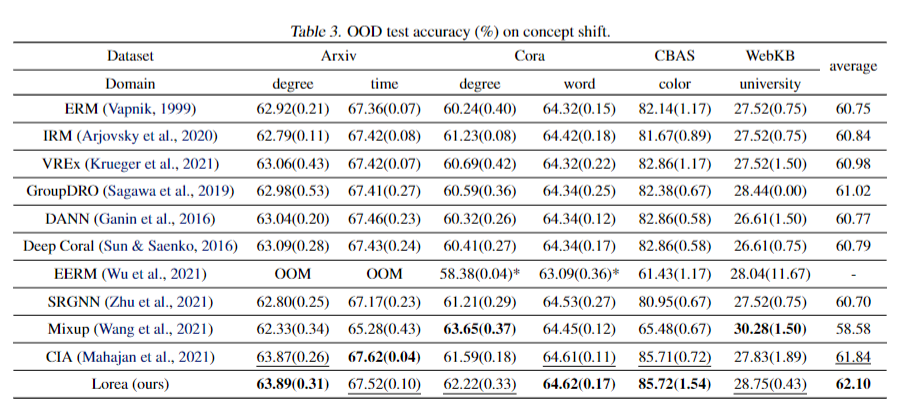 Table 3. OOD test accuracy (%) on concept shift.
Dataset Arxiv Cora CBAS WebKB average
Domain degree time degree word color university
ERM (Vapnik, 1999) 62.92(0.21) 67.36(0.07) 60.24(0.40) 64.32(0.15) 82.14(1.17) 27.52(0.75) 60.75
IRM (Arjovsky et al., 2020) 62.79(0.11) 67.42(0.08) 61.23(0.08) 64.42(0.18) 81.67(0.89) 27.52(0.75) 60.84
VREx (Krueger et al., 2021) 63.06(0.43) 67.42(0.07) 60.69(0.42) 64.32(0.22) 82.86(1.17) 27.52(1.50) 60.98
GroupDRO (Sagawa et al., 2019) 62.98(0.53) 67.41(0.27) 60.59(0.36) 64.34(0.25) 82.38(0.67) 28.44(0.00) 61.02
DANN (Ganin et al., 2016) 63.04(0.20) 67.46(0.23) 60.32(0.26) 64.34(0.12) 82.86(0.58) 26.61(1.50) 60.77
Deep Coral (Sun & Saenko, 2016) 63.09(0.28) 67.43(0.24) 60.41(0.27) 64.34(0.17) 82.86(0.58) 26.61(0.75) 60.79
EERM (Wu et al., 2021) OOM OOM 58.38(0.04)* 63.09(0.36)* 61.43(1.17) 28.04(11.67) -
SRGNN (Zhu et al., 2021) 62.80(0.25) 67.17(0.23) 61.21(0.29) 64.53(0.27) 80.95(0.67) 27.52(0.75) 60.70
Mixup (Wang et al., 2021) 62.33(0.34) 65.28(0.43) 63.65(0.37) 64.45(0.12) 65.48(0.67) 30.28(1.50) 58.58
CIA (Mahajan et al., 2021) 63.87(0.26) 67.62(0.04) 61.59(0.18) 64.61(0.11) 85.71(0.72) 27.83(1.89) 61.84
Lorea (ours) 63.89(0.31) 67.52(0.10) 62.22(0.33) 64.62(0.17) 85.72(1.54) 28.75(0.43) 62.10